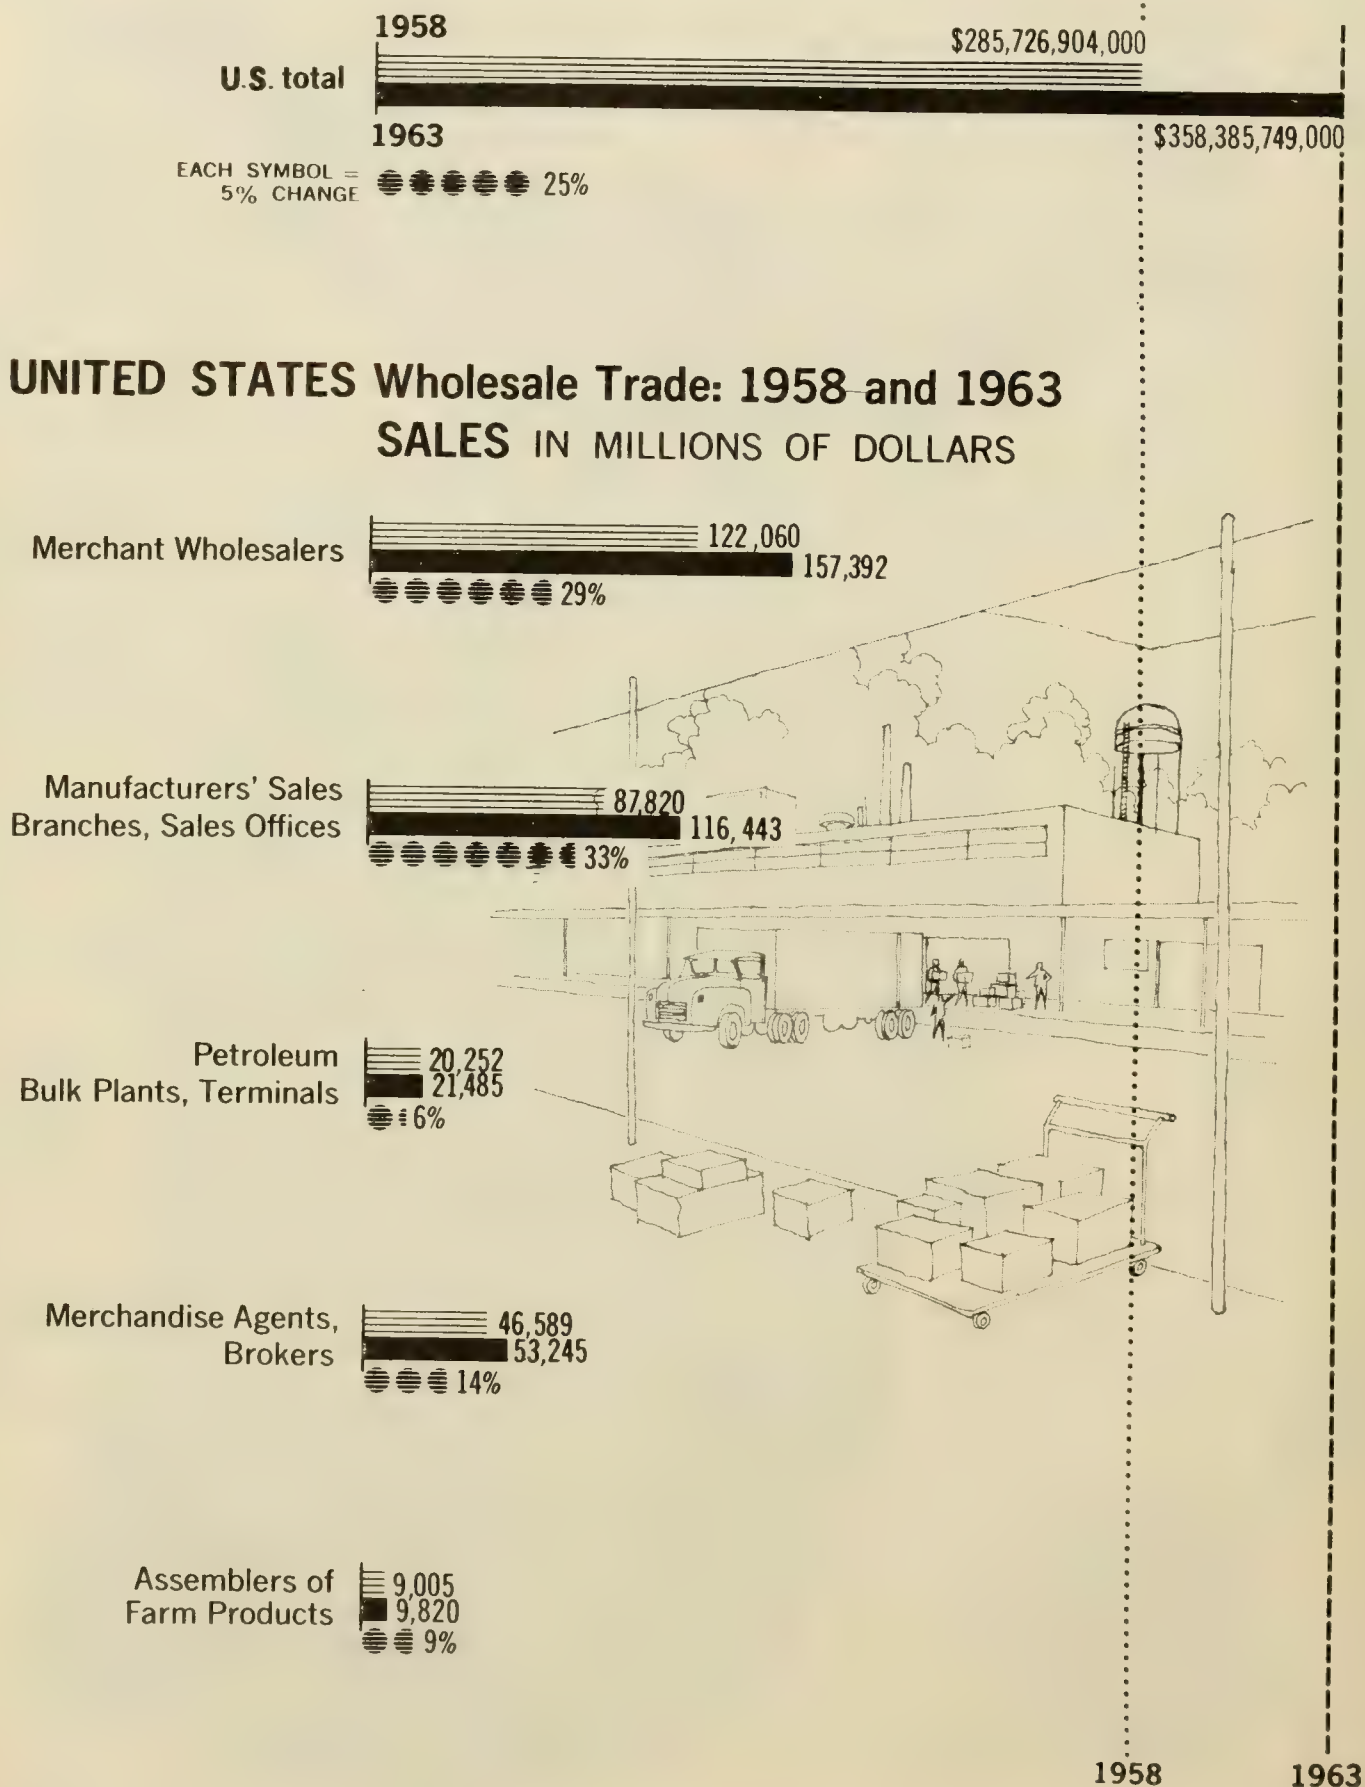 1958
$285,726,904,000
U.S. total
1963
$358,385,749,000
EACH SYMBOL =
5% CHANGE
25%
UNITED STATES Wholesale Trade: 1958 and 1963
SALES IN MILLIONS OF DOLLARS
Merchant Wholesalers
122,060
157,392
29%
Manufacturers' Sales
Branches, Sales Offices
87,820
116,443
33%
Petroleum
Bulk Plants, Terminals
20,252
21,485
6%
Merchandise Agents,
Brokers
46,589
53,245
14%
Assemblers of
Farm Products
9,005
9,820
9%
1958
1963